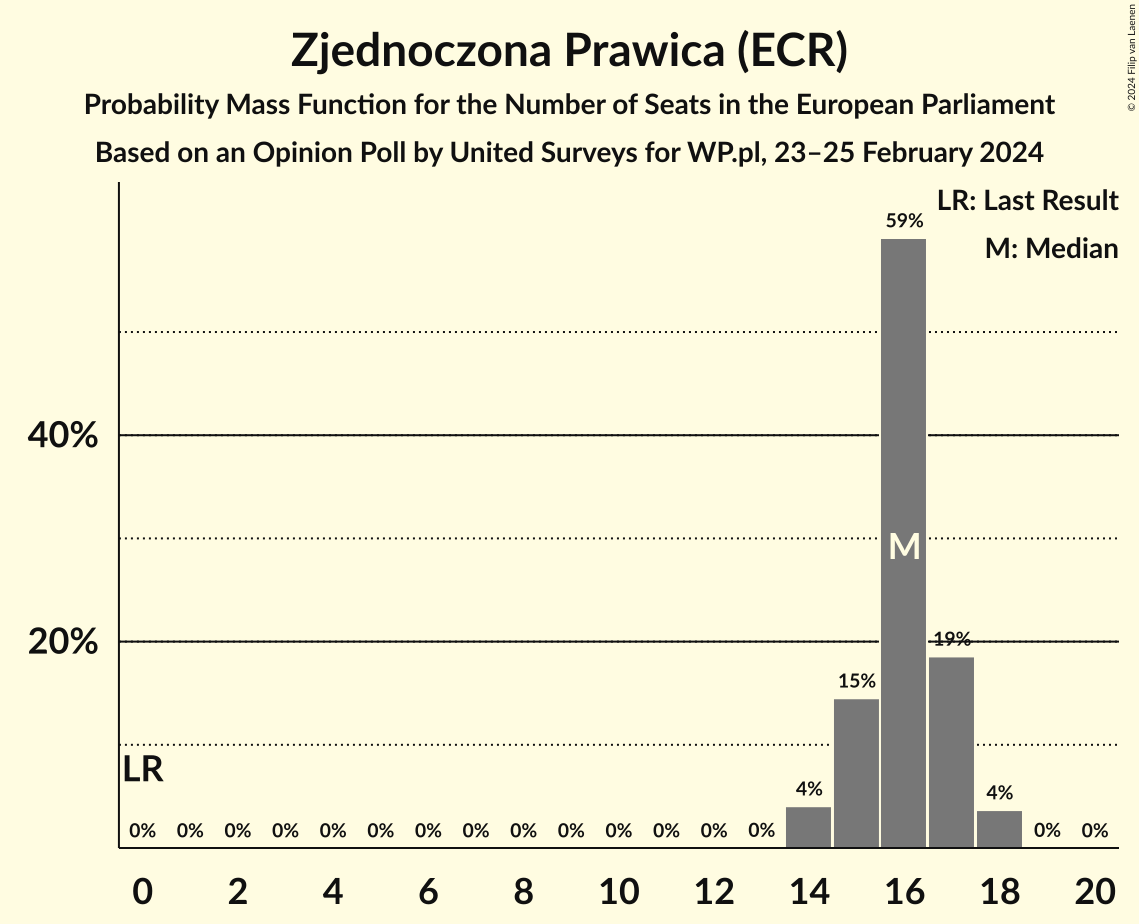 Zjednoczona Prawica (ECR)
Probability Mass Function for the Number of Seats in the European Parliament
Based on an Opinion Poll by United Surveys for WP.pl, 23–25 February 2024
© 2024 Filip van Laenen
LR: Last Result
M: Median
59%
40%
M
20%
19%
15%
LR
4%
4%
0% 0% 0% 0% 0% 0% 0% 0% 0% 0% 0% 0% 0% 0% 0% 0%
0 2 4 6 8 10 12 14 16 18 20